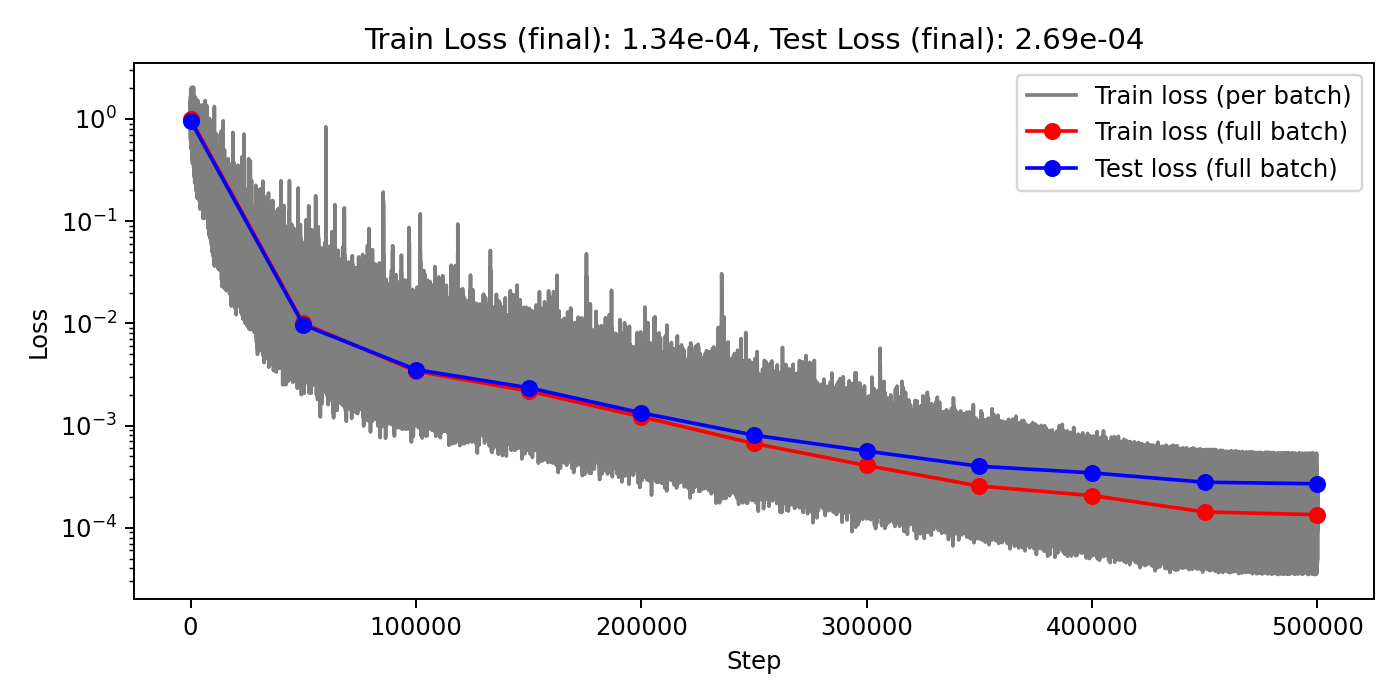 Train Loss (final): 1.34e-04, Test Loss (final): 2.69e-04
Train loss (per batch)
Train loss (full batch)
Test loss (full batch)
Loss
10⁰
10⁻¹
10⁻²
10⁻³
10⁻⁴
0 100000 200000 300000 400000 500000
Step